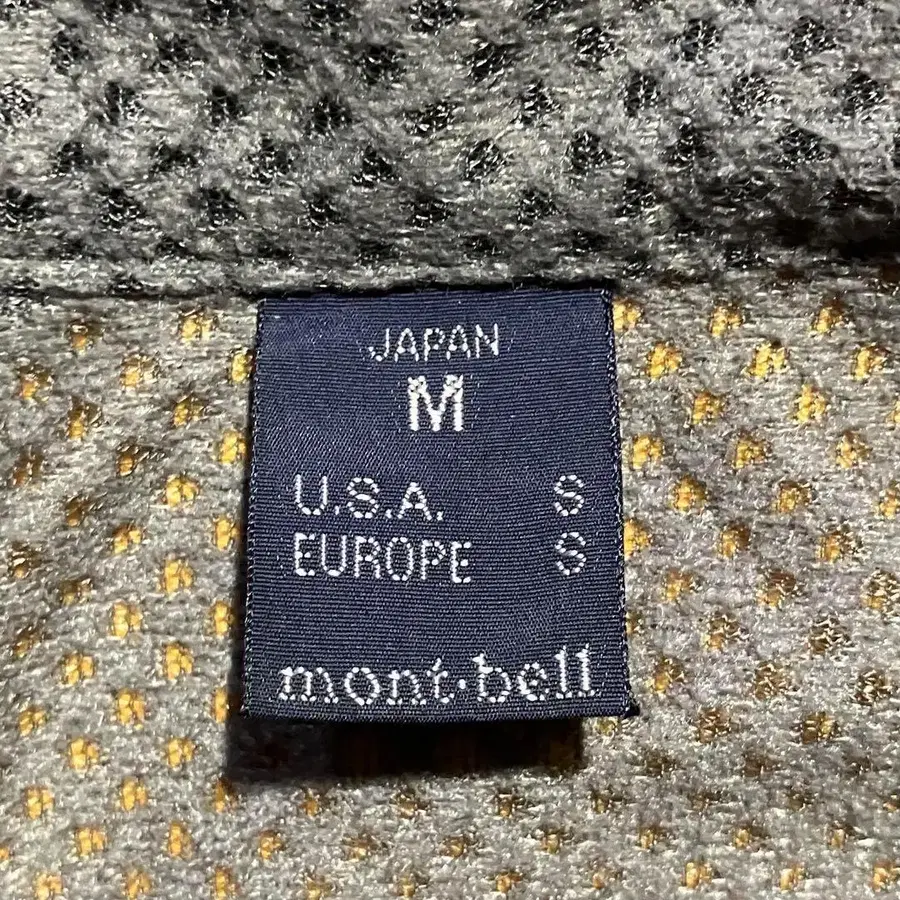 JAPAN
M
U.S.A. S
EUROPE S
mont·bell